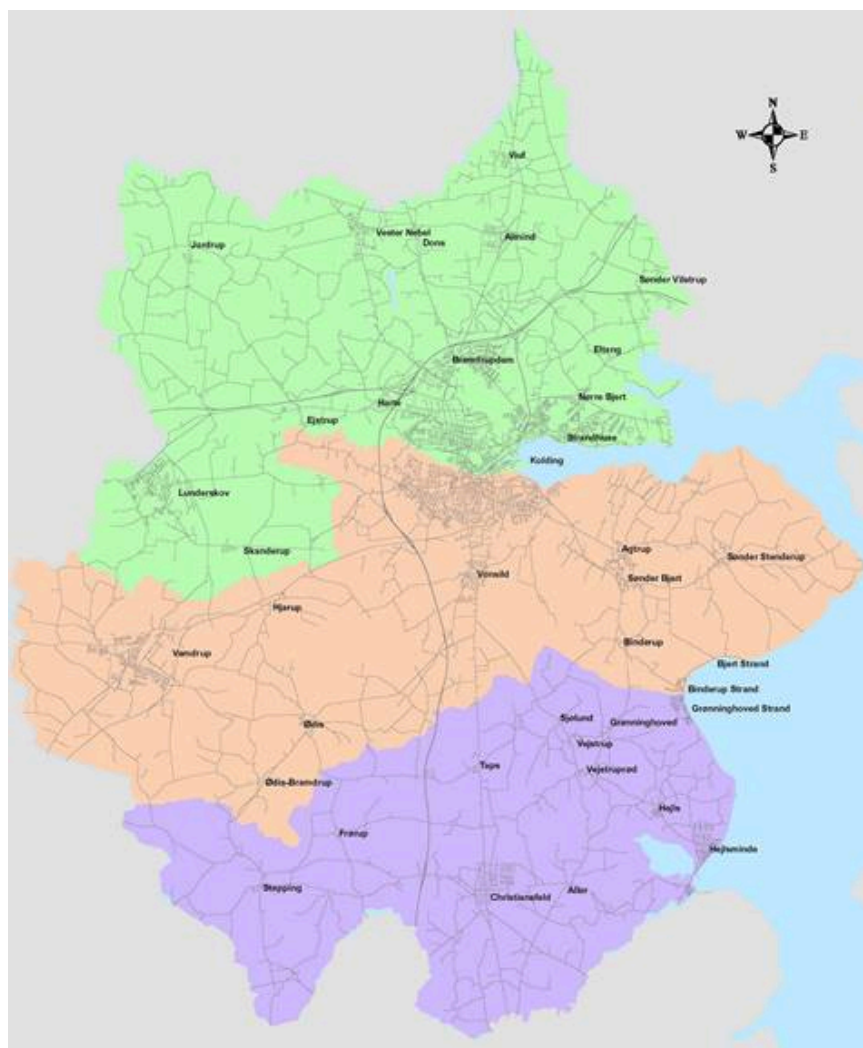 N
W E
S
Viuf
Vester Nebel
Dons
Almind
Jordrup
Sønder Vilstrup
Bramdrupdam
Eltang
Harte
Nørre Bjert
Ejstrup
Strandhuse
Kolding
Lunderskov
Skanderup
Agtrup
Sønder Stenderup
Vonsild
Sønder Bjert
Hjarup
Vamdrup
Binderup
Bjert Strand
Binderup Strand
Grønninghoved Strand
Ødis
Sjølund
Grønninghoved
Vejstrup
Taps
Vejstruprød
Ødis-Bramdrup
Hejls
Frørup
Hejlsminde
Stepping
Christiansfeld
Aller